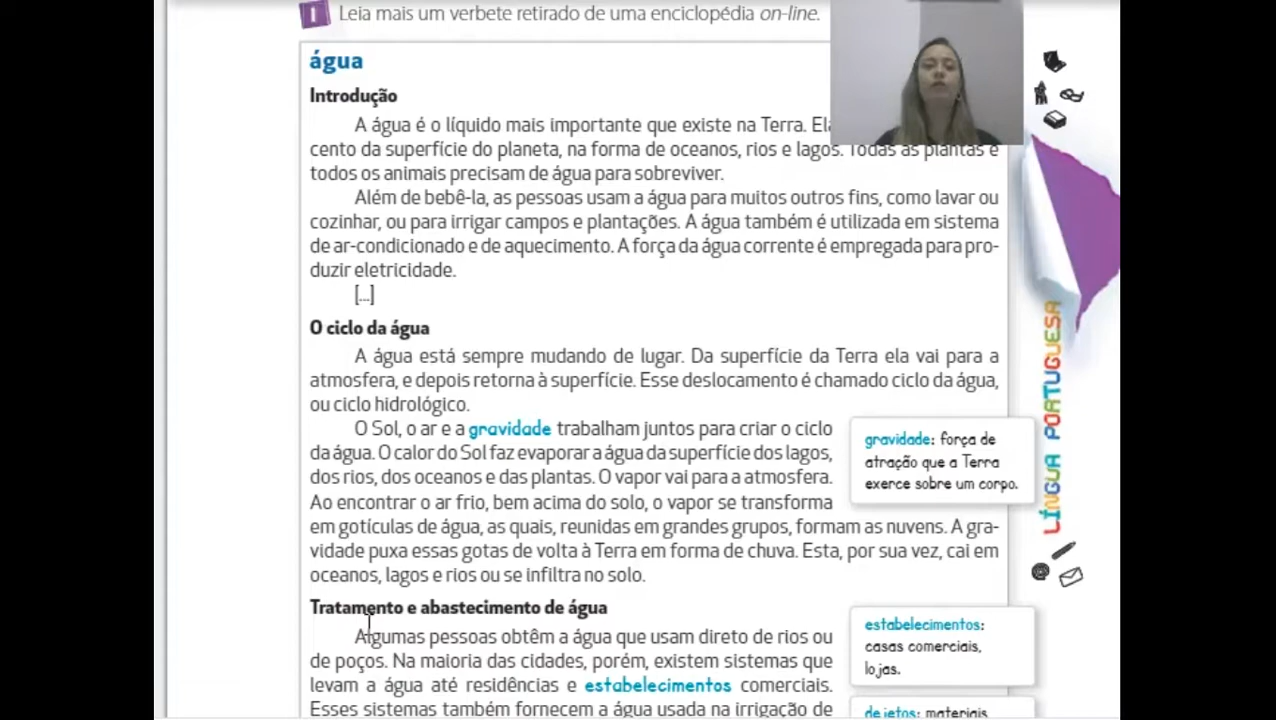 Leia mais um verbete retirado de uma enciclopédia on-line.
água
Introdução
A água é o líquido mais importante que existe na Terra.
cento da superfície do planeta, na forma de oceanos, rios e lagos. Todas as plantas e
todos os animais precisam de água para sobreviver.
Além de bebê-la, as pessoas usam a água para muitos outros fins, como lavar ou
cozinhar, ou para irrigar campos e plantações. A água também é utilizada em sistema
de ar-condicionado e de aquecimento. A força da água corrente é empregada para pro-
duzir eletricidade.
[...]
O ciclo da água
A água está sempre mudando de lugar. Da superfície da Terra ela vai para a
atmosfera, e depois retorna à superfície. Esse deslocamento é chamado ciclo da água,
ou ciclo hidrológico.
O Sol, o ar e a gravidade trabalham juntos para criar o ciclo
da água. O calor do Sol faz evaporar a água da superfície dos lagos,
dos rios, dos oceanos e das plantas. O vapor vai para a atmosfera.
Ao encontrar o ar frio, bem acima do solo, o vapor se transforma
em gotículas de água, as quais, reunidas em grandes grupos, formam as nuvens. A gra-
vidade puxa essas gotas de volta à Terra em forma de chuva. Esta, por sua vez, cai em
oceanos, lagos e rios ou se infiltra no solo.
gravidade: força de
atração que a Terra
exerce sobre um corpo.
Tratamento e abastecimento de água
Algumas pessoas obtêm a água que usam direto de rios ou
de poços. Na maioria das cidades, porém, existem sistemas que
levam a água até residências e estabelecimentos comerciais.
Esses sistemas também fornecem a água usada na irrigação de
estabelecimentos:
casas comerciais,
lojas.
dejetos: materiais
LÍNGUA PORTUGUESA